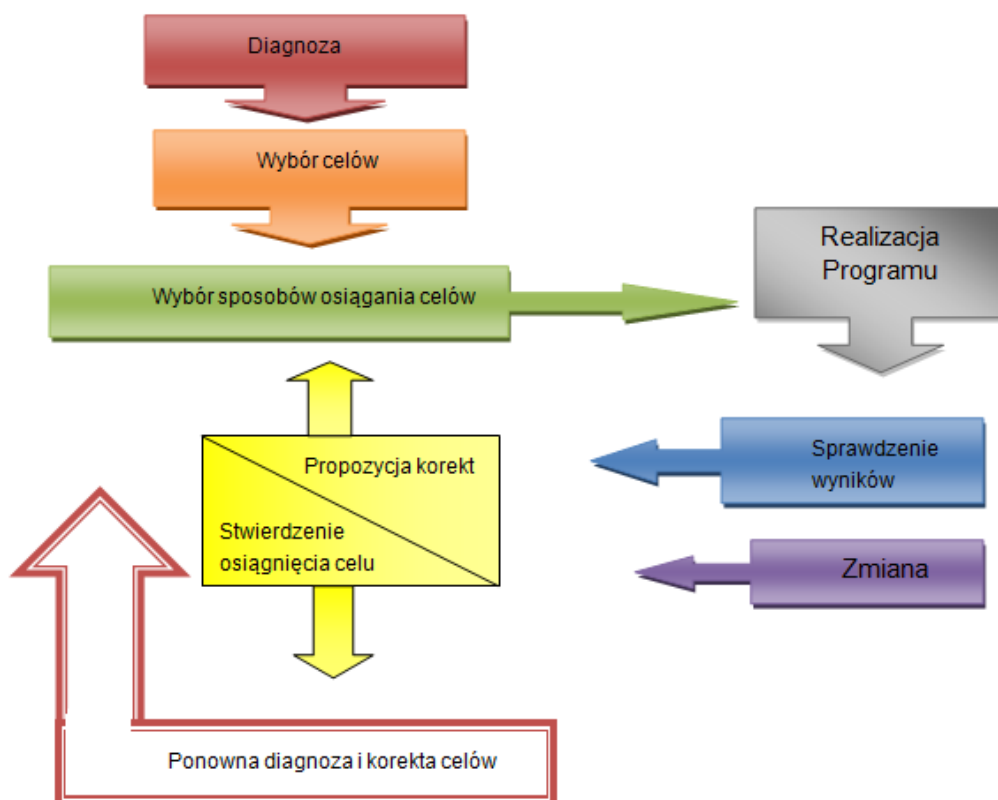 Diagnoza
Wybór celów
Wybór sposobów osiągania celów
Realizacja
Programu
Propozycja korekt
Stwierdzenie
osiągnięcia celu
Sprawdzenie
wyników
Zmiana
Ponowna diagnoza i korekta celów